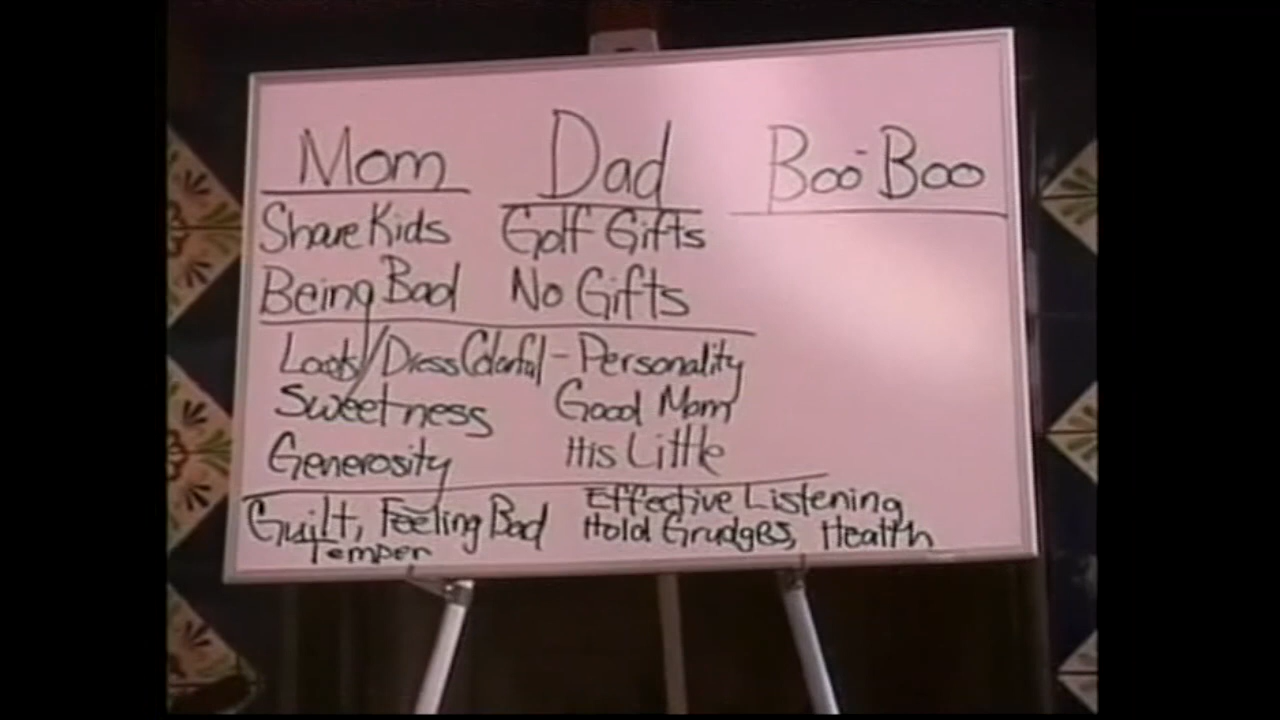 Mom Dad Boo-Boo
Share Kids Golf Gifts
Being Bad No Gifts
Looks/Dress Colorful - Personality
Sweetness Good Mom
Generosity His Little
Guilt, Feeling Bad Effective Listening
Temper Hold Grudges, Health